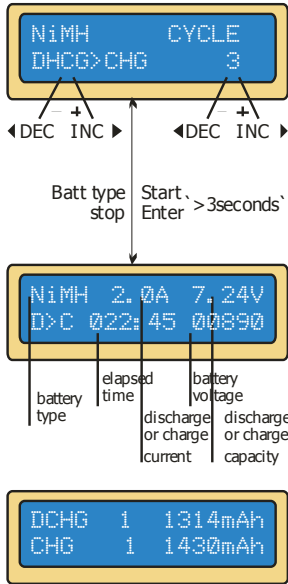 NiMH CYCLE
DHCG>CHG 3
− + − +
◀DEC INC▶ ◀DEC INC▶
Batt type Start
stop Enter `>3seconds`
NiMH 2.0A 7.24V
D>C 022:45 00890
elapsed battery
battery time voltage
type discharge discharge
or charge or charge
current capacity
DCHG 1 1314mAh
CHG 1 1430mAh